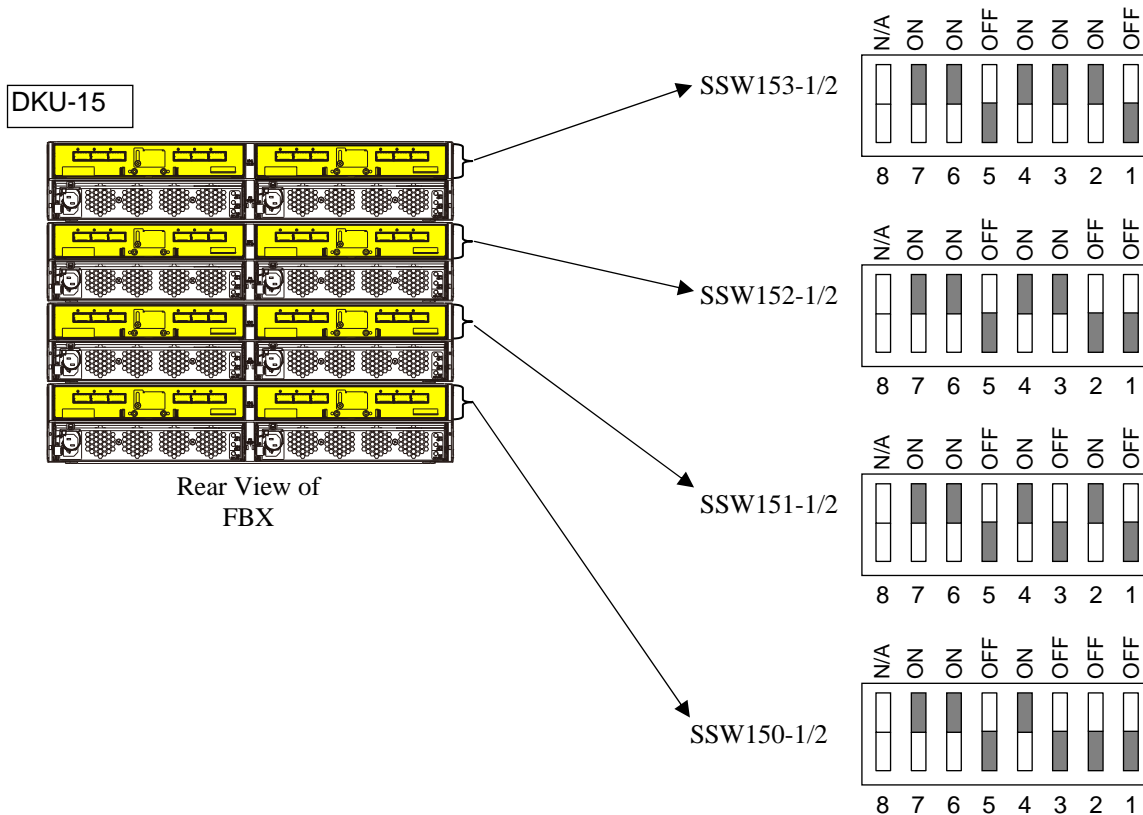 DKU-15
Rear View of
FBX
SSW153-1/2
N/A ON ON OFF ON ON ON OFF
8 7 6 5 4 3 2 1
SSW152-1/2
N/A ON ON OFF ON ON OFF OFF
8 7 6 5 4 3 2 1
SSW151-1/2
N/A ON ON OFF ON OFF ON OFF
8 7 6 5 4 3 2 1
SSW150-1/2
N/A ON ON OFF ON OFF OFF OFF
8 7 6 5 4 3 2 1